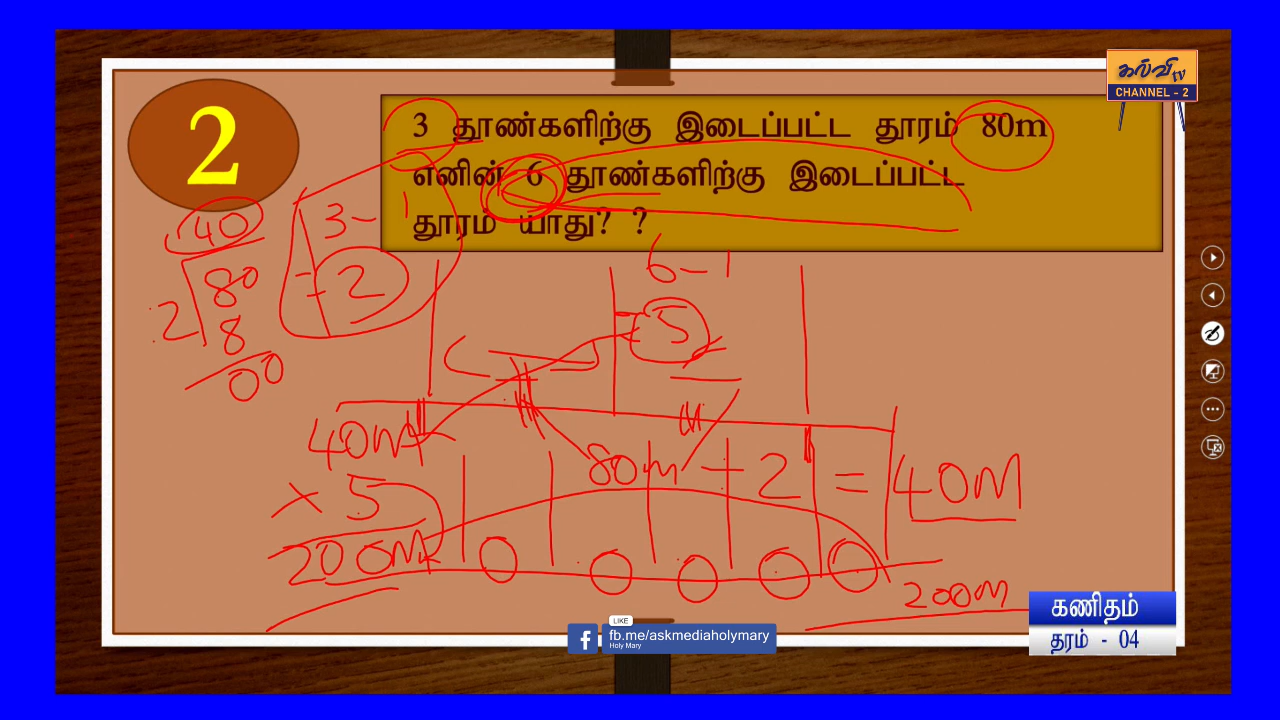 கல்வி tv
CHANNEL - 2
2
3 தூண்களிற்கு இடைப்பட்ட தூரம் 80m
எனின் 6 தூண்களிற்கு இடைப்பட்ட
தூரம் யாது? ?
40
2 80
8
00
3-1
= 2
6-1
= 5
40m
× 5
200m
80m ÷ 2 = 40m
200m
LIKE
f fb.me/askmediaholymary
Holy Mary
கணிதம்
தரம் - 04